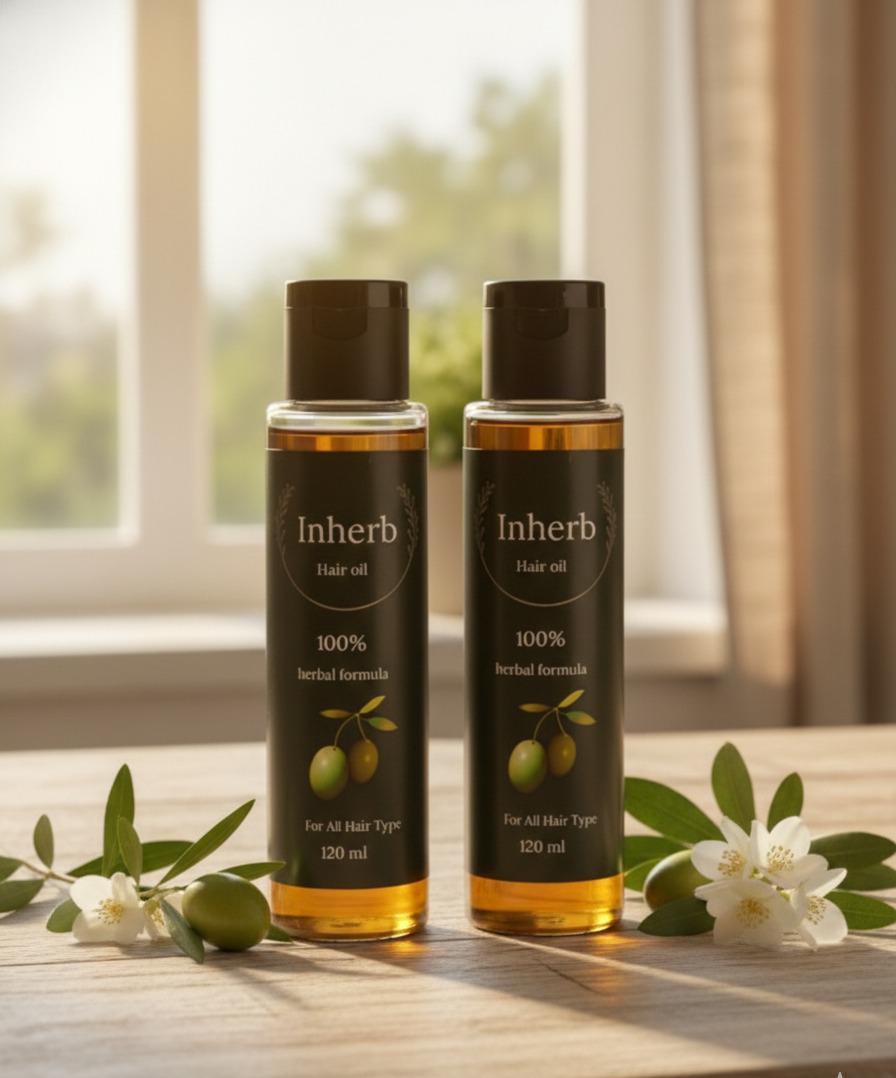 Inherb
Hair oil
100%
herbal formula
For All Hair Type
120 ml
Inherb
Hair oil
100%
herbal formula
For All Hair Type
120 ml